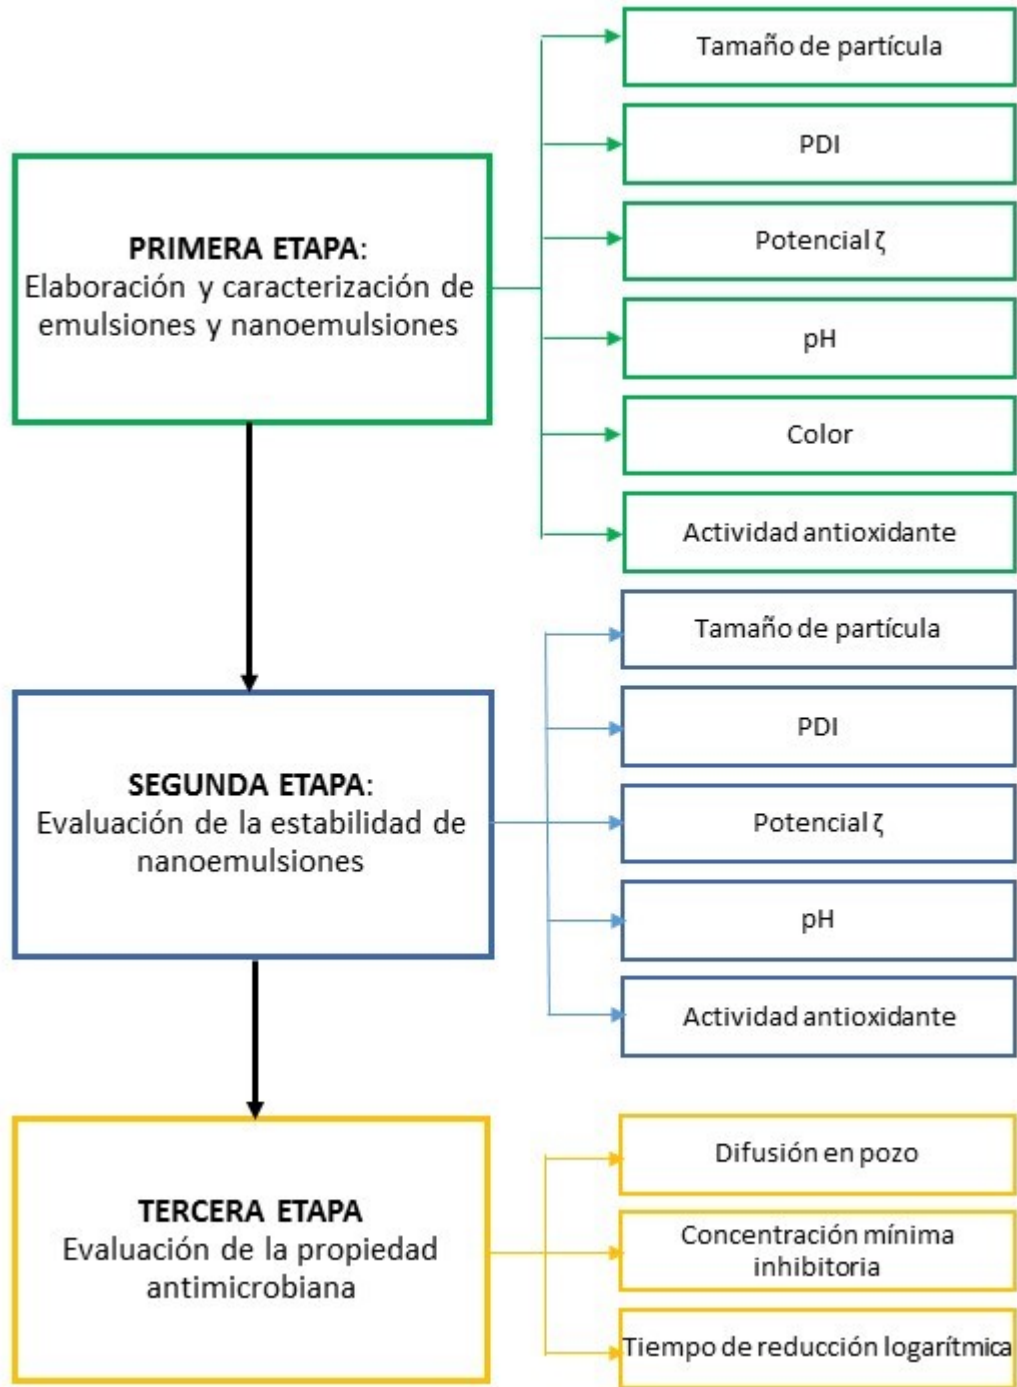 PRIMERA ETAPA:
Elaboración y caracterización de
emulsiones y nanoemulsiones
Tamaño de partícula
PDI
Potencial ζ
pH
Color
Actividad antioxidante
SEGUNDA ETAPA:
Evaluación de la estabilidad de
nanoemulsiones
Tamaño de partícula
PDI
Potencial ζ
pH
Actividad antioxidante
TERCERA ETAPA
Evaluación de la propiedad
antimicrobiana
Difusión en pozo
Concentración mínima
inhibitoria
Tiempo de reducción logarítmica